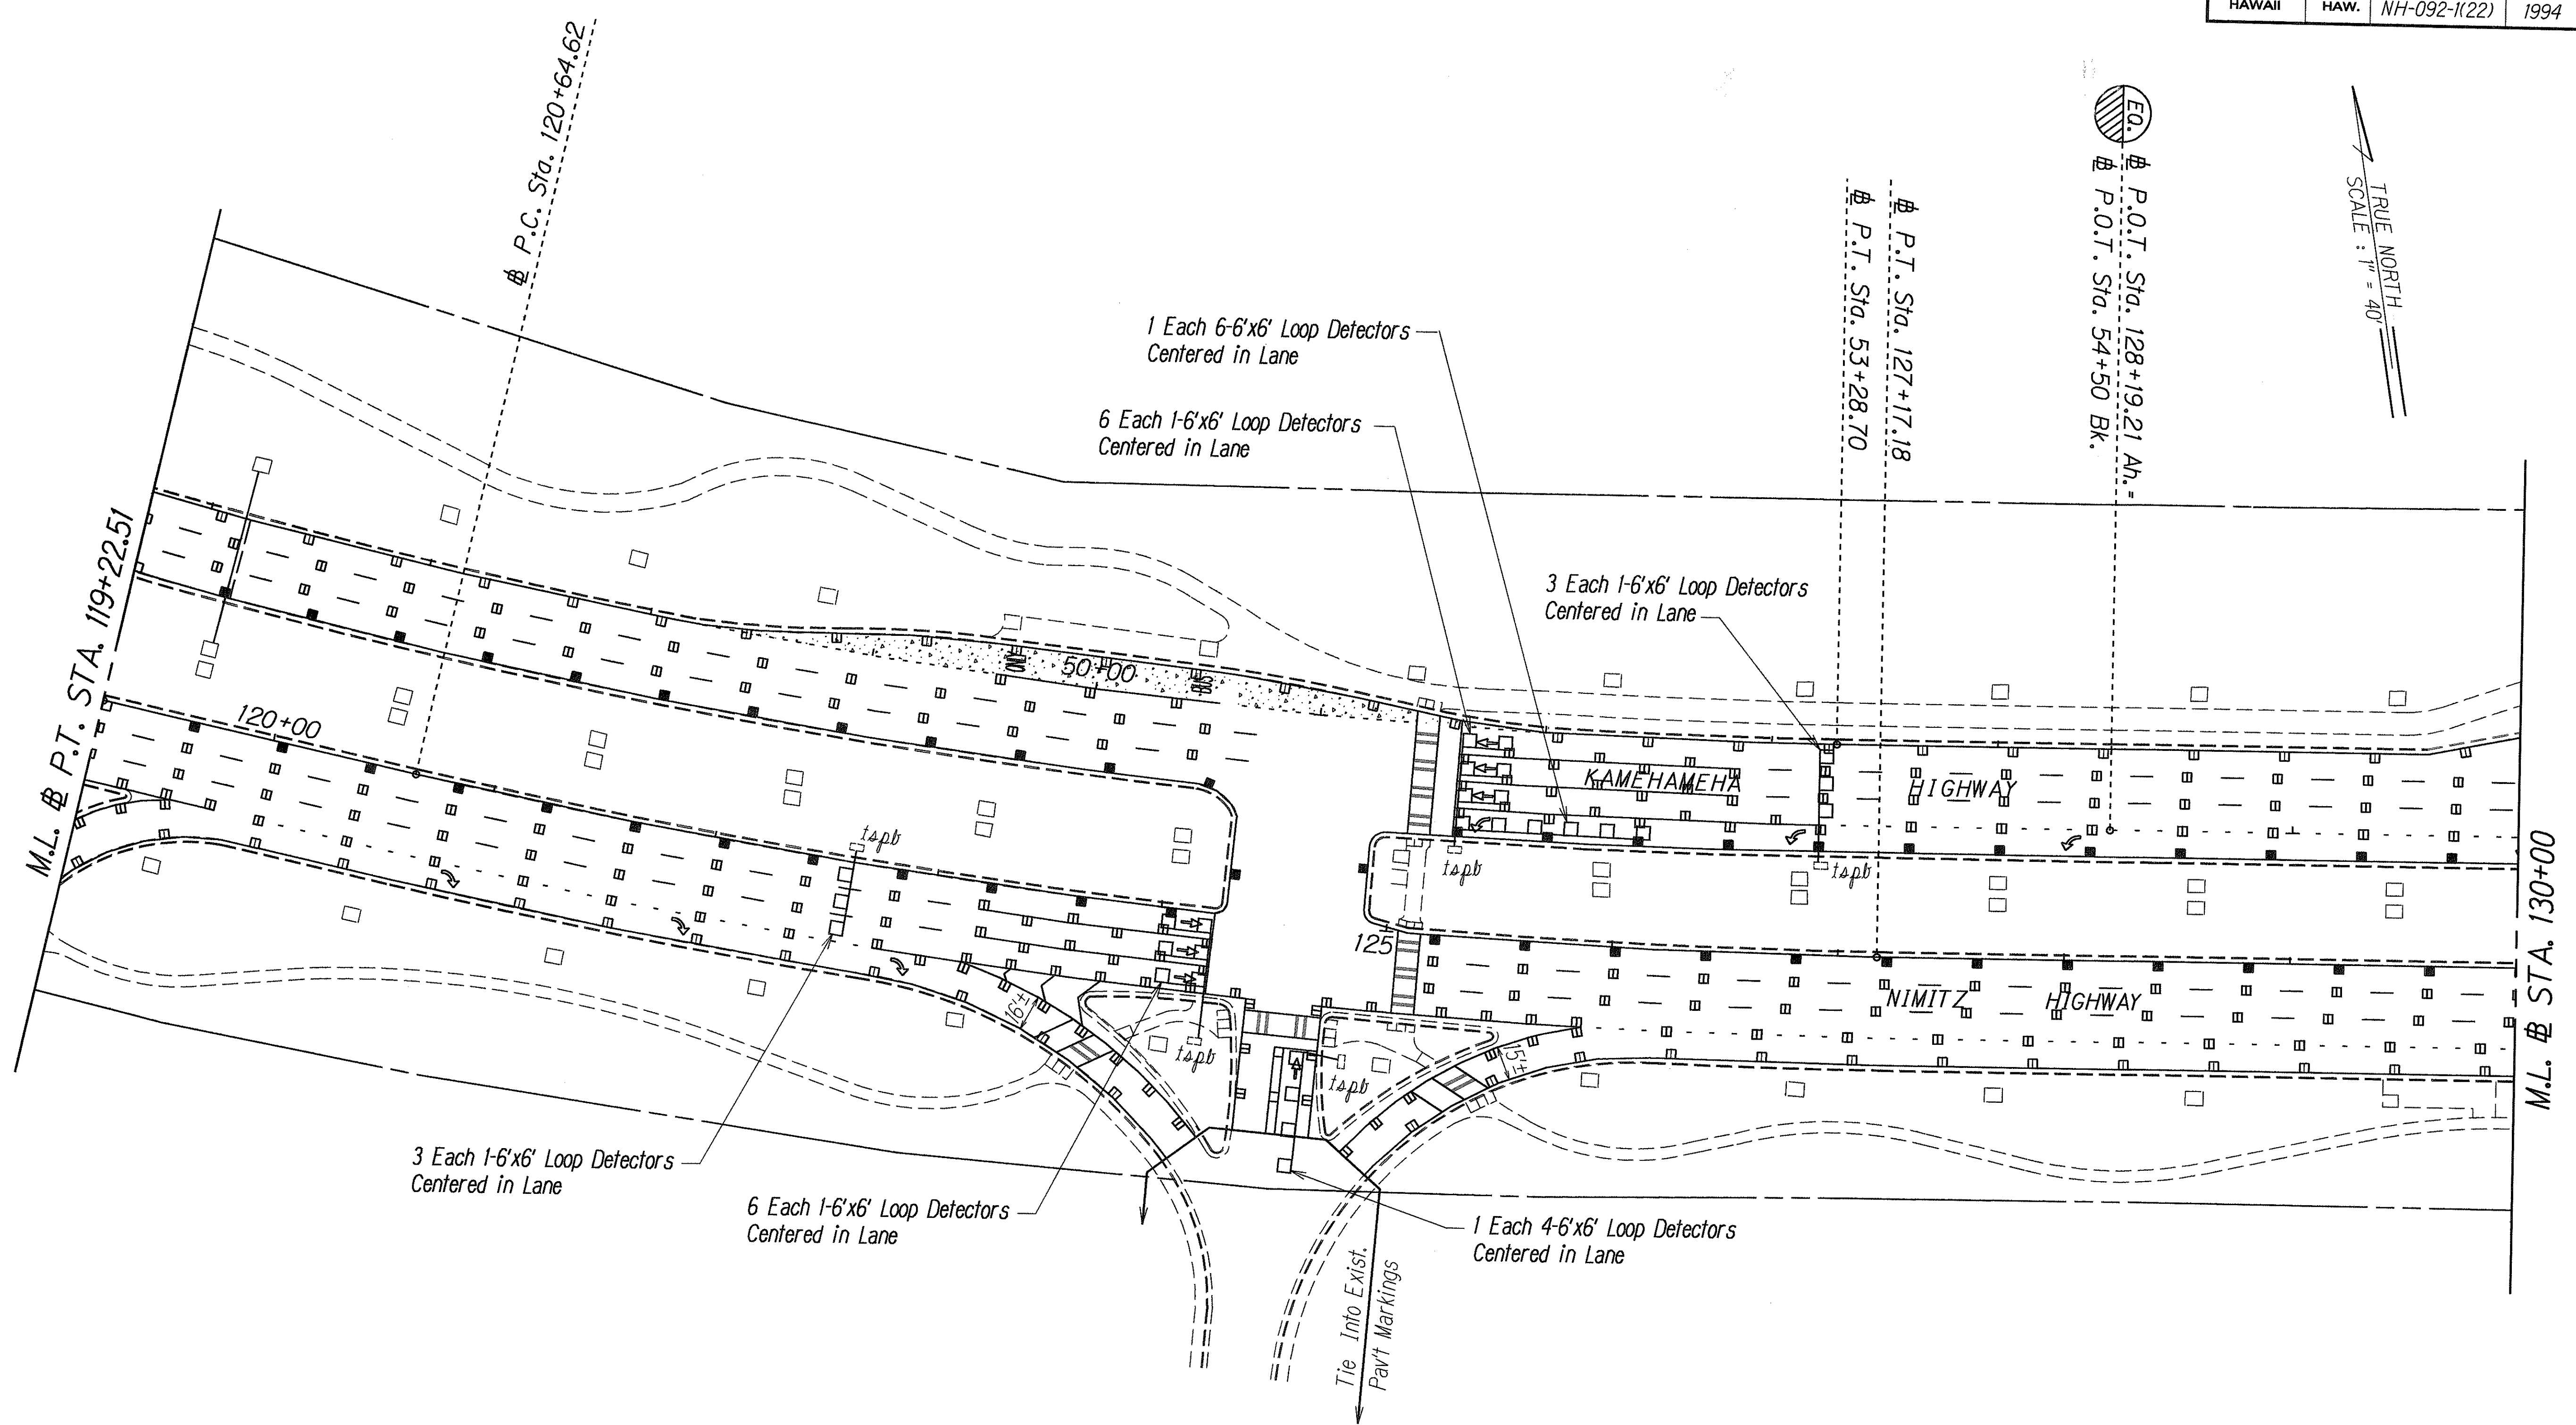 HAWAII HAW. NH-092-1(22) 1994
B P.C. Sta. 120+64.62
EQ.
B P.O.T. Sta. 128+19.21 Ah. =
B P.O.T. Sta. 54+50 Bk.
TRUE NORTH
SCALE : 1" = 40'
B P.T. Sta. 127+17.18
B P.T. Sta. 53+28.70
1 Each 6-6'x6' Loop Detectors
Centered in Lane
6 Each 1-6'x6' Loop Detectors
Centered in Lane
3 Each 1-6'x6' Loop Detectors
Centered in Lane
M.L. B P.T. STA. 119+22.51
ONLY
50+00
BUS
120+00
KAMEHAMEHA HIGHWAY
tspb
tspb
tspb
125
M.L. B STA. 130+00
NIMITZ HIGHWAY
16'±
15'±
tspb
tspb
3 Each 1-6'x6' Loop Detectors
Centered in Lane
6 Each 1-6'x6' Loop Detectors
Centered in Lane
1 Each 4-6'x6' Loop Detectors
Centered in Lane
Tie Into Exist.
Pav't Markings